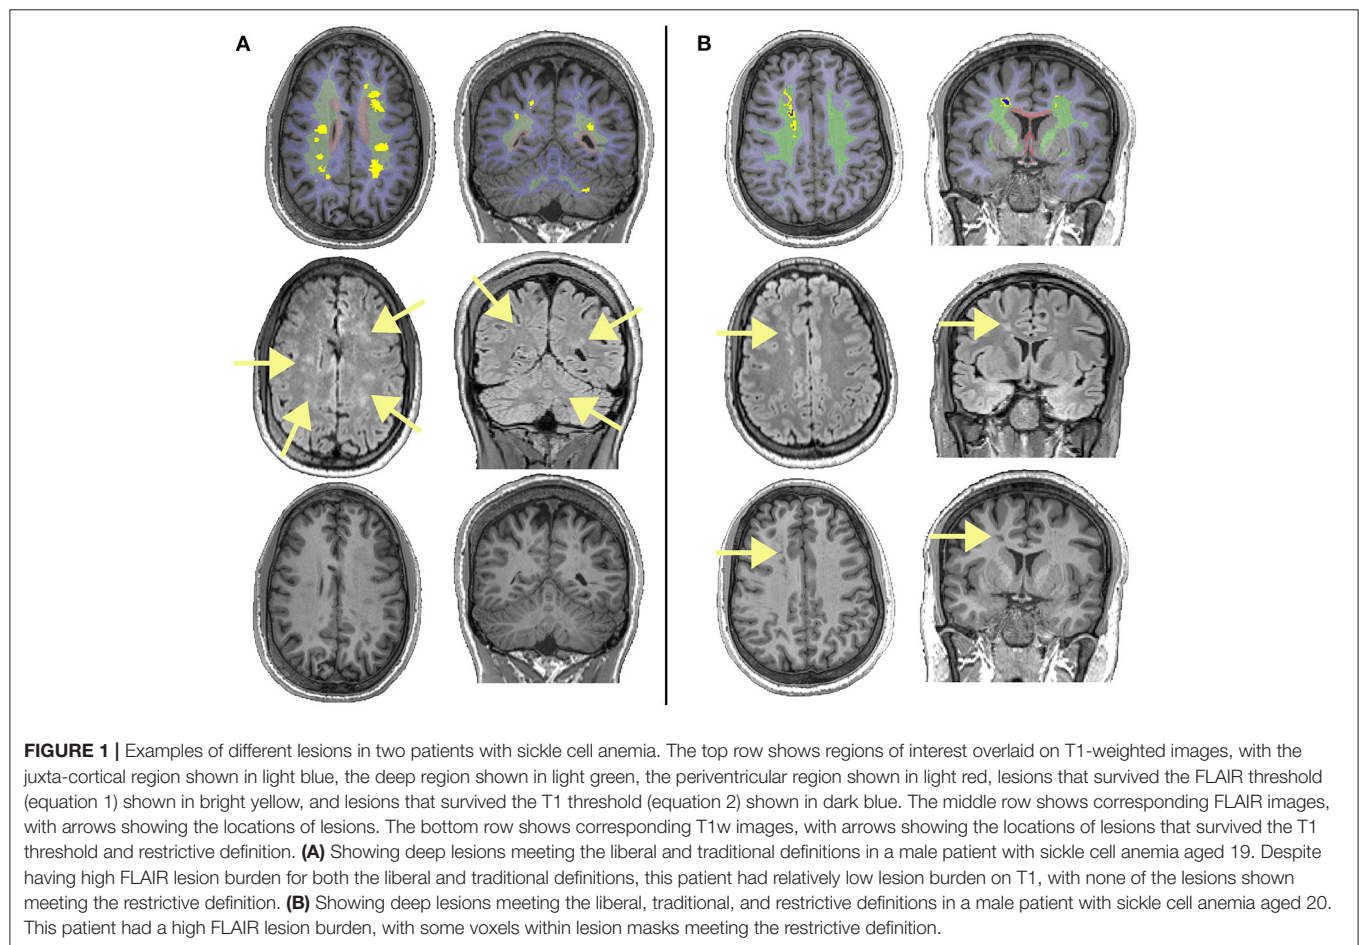 A
B
FIGURE 1 | Examples of different lesions in two patients with sickle cell anemia. The top row shows regions of interest overlaid on T1-weighted images, with the
juxta-cortical region shown in light blue, the deep region shown in light green, the periventricular region shown in light red, lesions that survived the FLAIR threshold
(equation 1) shown in bright yellow, and lesions that survived the T1 threshold (equation 2) shown in dark blue. The middle row shows corresponding FLAIR images,
with arrows showing the locations of lesions. The bottom row shows corresponding T1w images, with arrows showing the locations of lesions that survived the T1
threshold and restrictive definition. (A) Showing deep lesions meeting the liberal and traditional definitions in a male patient with sickle cell anemia aged 19. Despite
having high FLAIR lesion burden for both the liberal and traditional definitions, this patient had relatively low lesion burden on T1, with none of the lesions shown
meeting the restrictive definition. (B) Showing deep lesions meeting the liberal, traditional, and restrictive definitions in a male patient with sickle cell anemia aged 20.
This patient had a high FLAIR lesion burden, with some voxels within lesion masks meeting the restrictive definition.